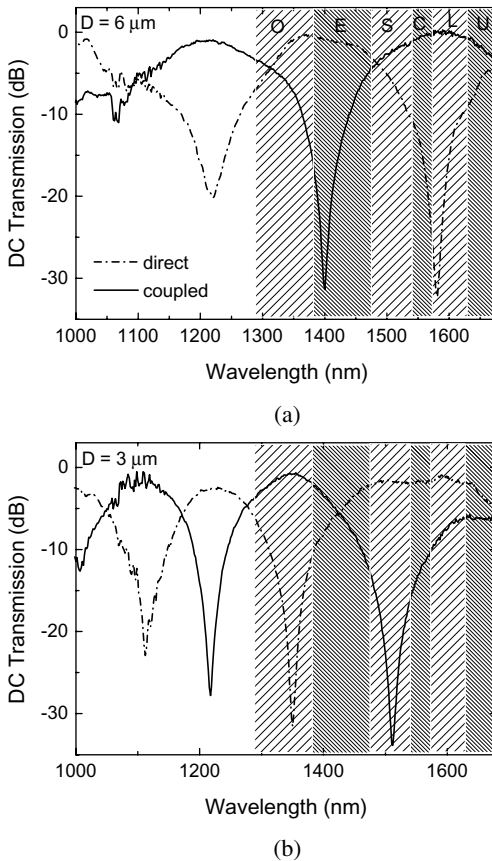 D = 6 μm
O E S C L U
0
-10
-20
-30
DC Transmission (dB)
direct
coupled
1000 1100 1200 1300 1400 1500 1600
Wavelength (nm)
(a)
D = 3 μm
0
-10
-20
-30
DC Transmission (dB)
1000 1200 1400 1600
Wavelength (nm)
(b)